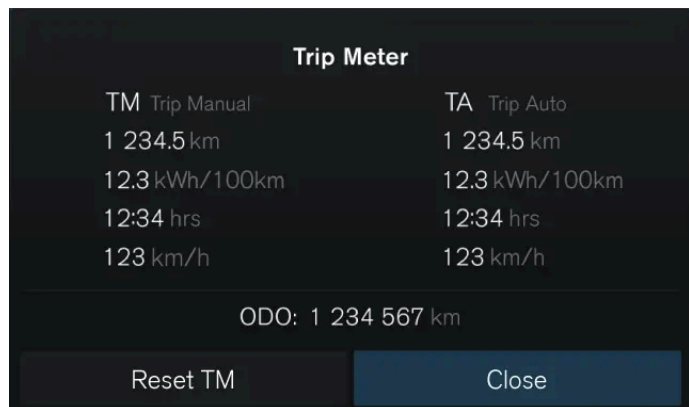 Trip Meter
TM Trip Manual
TA Trip Auto
1 234.5 km
1 234.5 km
12.3 kWh/100km
12.3 kWh/100km
12:34 hrs
12:34 hrs
123 km/h
123 km/h
ODO: 1 234 567 km
Reset TM
Close